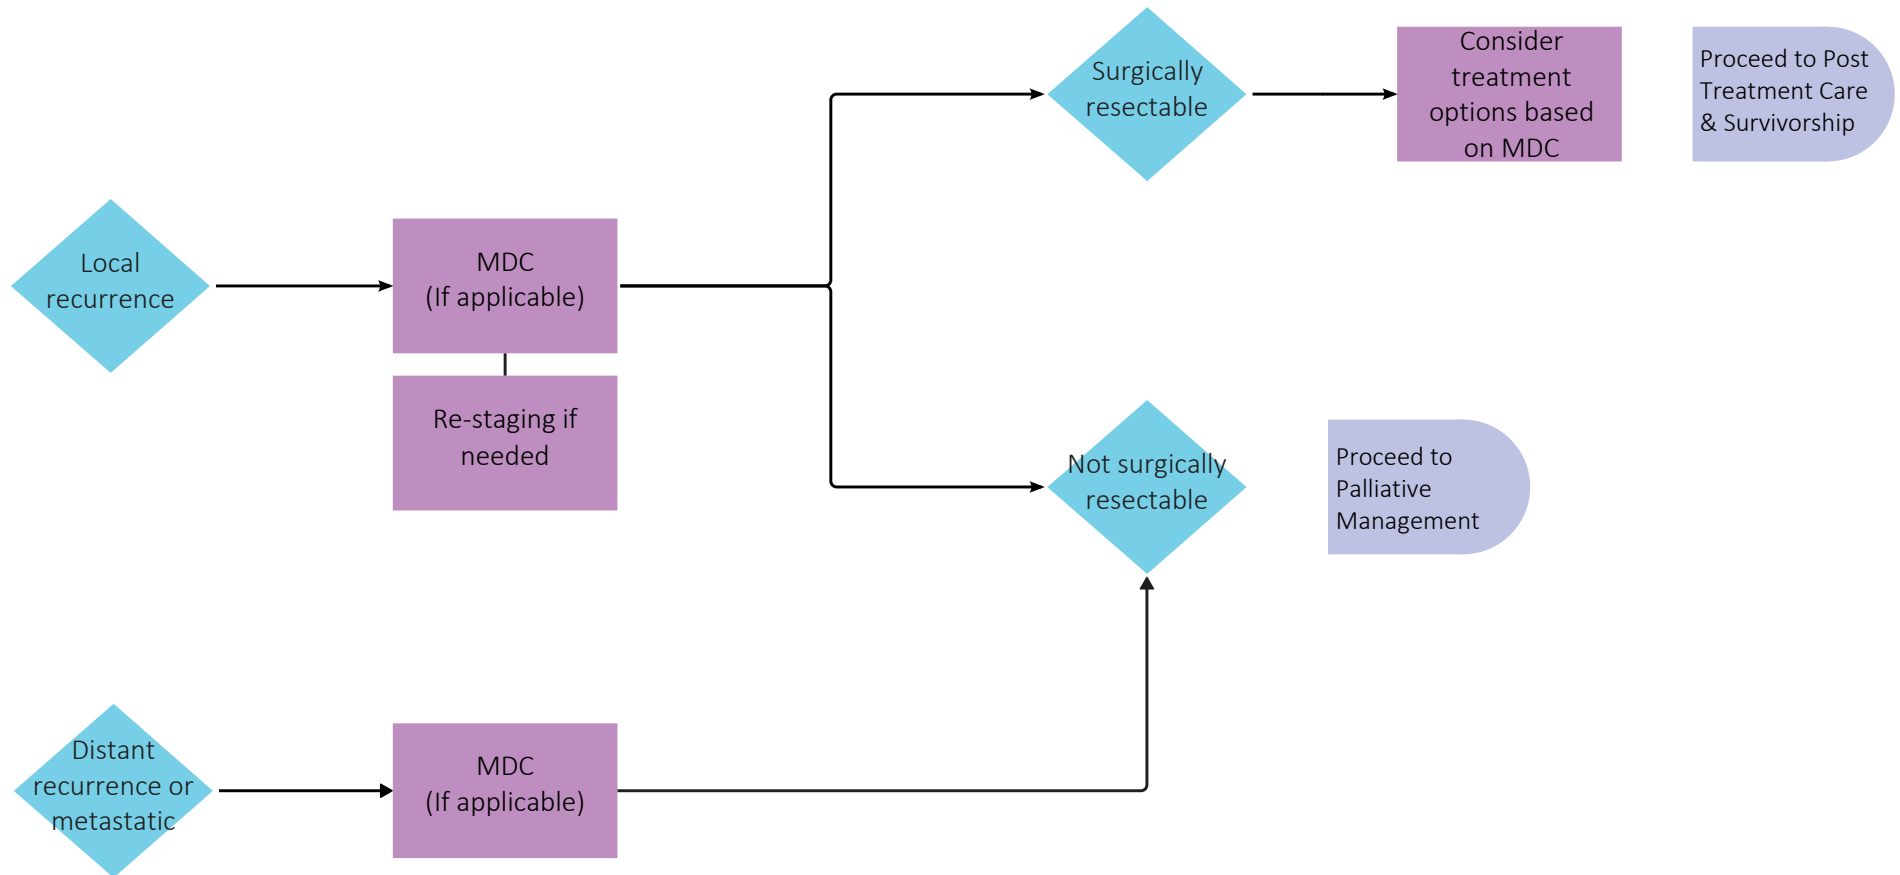 Surgically
resectable
Consider
treatment
options based
on MDC
Proceed to Post
Treatment Care
& Survivorship
Local
recurrence
MDC
(If applicable)
Re-staging if
needed
Not surgically
resectable
Proceed to
Palliative
Management
Distant
recurrence or
metastatic
MDC
(If applicable)